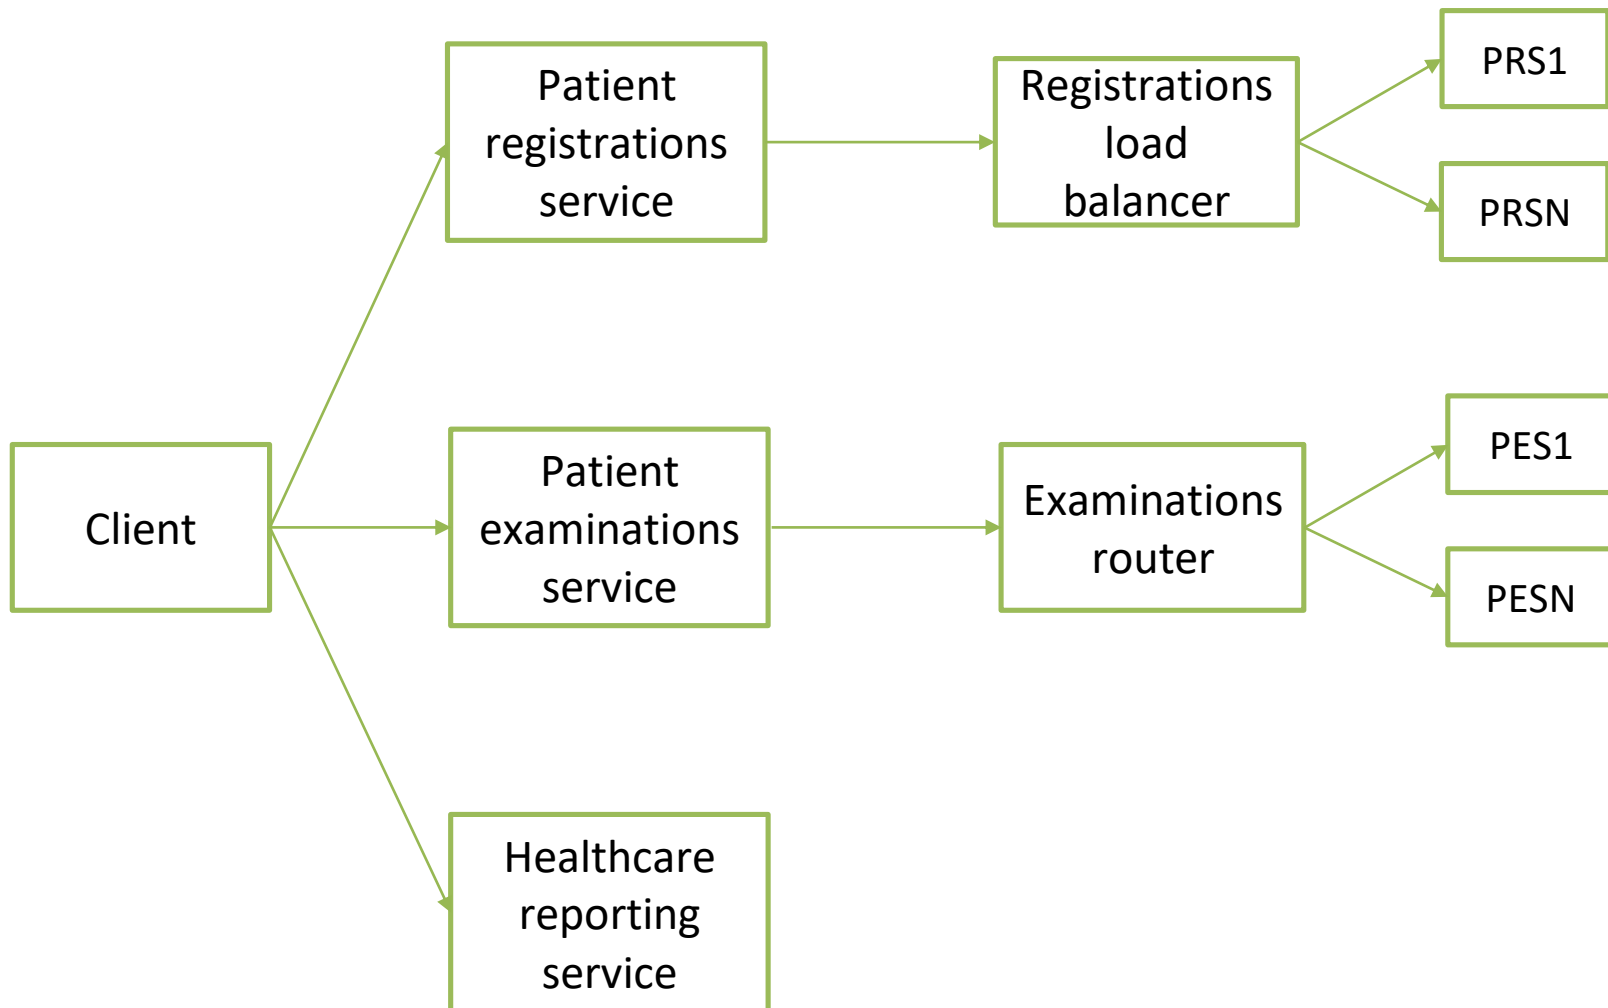 Patient
registrations
service
Registrations
load
balancer
PRS1
PRSN
Client
Patient
examinations
service
Examinations
router
PES1
PESN
Healthcare
reporting
service